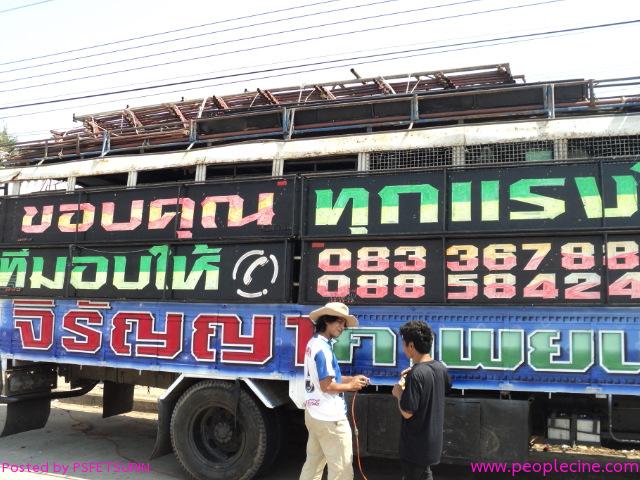 ขอบคุณ ทุกแรงใ
ที่มอบให้ 083 36788
088 58424
จิรัญญา ภาพยน
Posted by PSFETSUNN
www.peoplecine.com